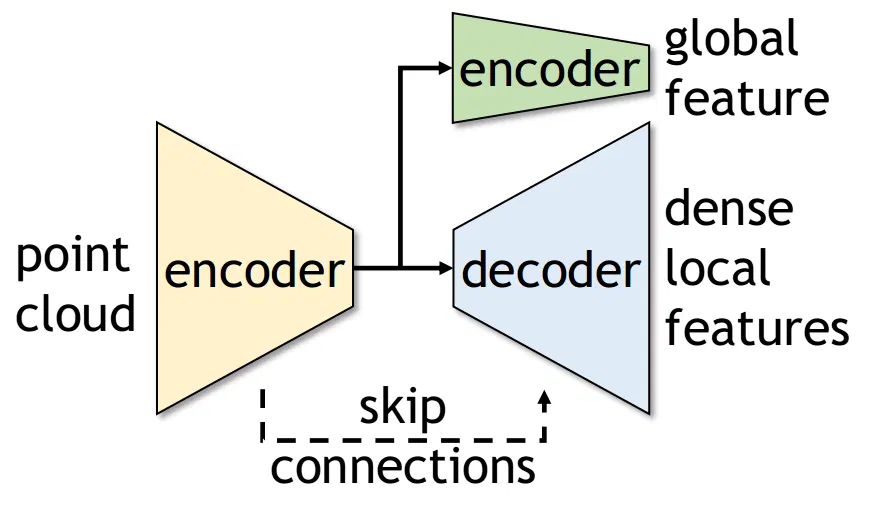 point
cloud
encoder
encoder
global
feature
decoder
dense
local
features
skip
connections